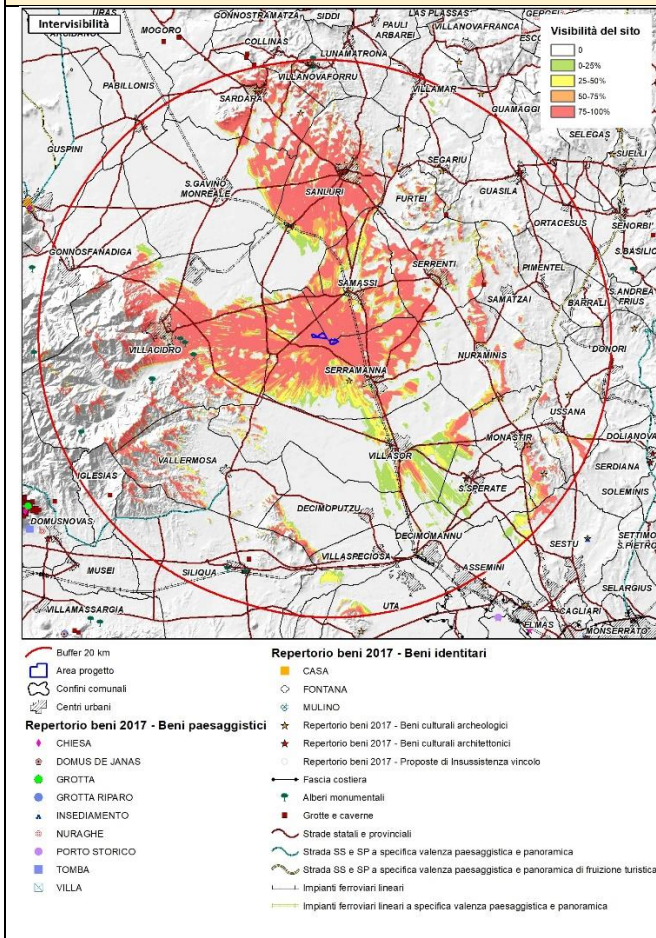 Intervisibilità
URAS
MOGORO
GONNOSTRAMATZA
SIDDI
LAS PLASSAS
PAULI
ARBAREI
VILLANOVAFRANCA
COLLINAS
LUNAMATRONA
VILLANOVAFORRU
PABILLONIS
SARDARA
VILLAMAR
Visibilità del sito
0
0-25%
25-50%
50-75%
75-100%
SELEGAS
GUSPINI
SEGARIU
SUELLI
S.GAVINO
MONREALE
SANLURI
FURTEI
GUASILA
SENORBI'
ORTACESUS
GONNOSFANADIGA
S.BASILIO
SERRENTI
PIMENTEL
SAMASSI
SAMATZAI
BARRALI
S.ANDREA
FRIUS
VILLACIDRO
NURAMINIS
DONORI
SERRAMANNA
USSANA
VALLERMOSA
VILLASOR
MONASTIR
DOLIANOVA
SERDIANA
IGLESIAS
S.SPERATE
SOLEMINIS
DOMUSNOVAS
DECIMOPUTZU
DECIMOMANNU
SESTU
SETTIMO
S.PIETRO
MUSEI
SILIQUA
VILLASPECIOSA
ASSEMINI
SELARGIUS
VILLAMASSARGIA
UTA
ELMAS
CAGLIARI
MONSERRATO
Buffer 20 km
Area progetto
Confini comunali
Centri urbani
Repertorio beni 2017 - Beni paesaggistici
CHIESA
DOMUS DE JANAS
GROTTA
GROTTA RIPARO
INSEDIAMENTO
NURAGHE
PORTO STORICO
TOMBA
VILLA
Repertorio beni 2017 - Beni identitari
CASA
FONTANA
MULINO
Repertorio beni 2017 - Beni culturali archeologici
Repertorio beni 2017 - Beni culturali architettonici
Repertorio beni 2017 - Proposte di Insussistenza vincolo
Fascia costiera
Alberi monumentali
Grotte e caverne
Strade statali e provinciali
Strada SS e SP a specifica valenza paesaggistica e panoramica
Strada SS e SP a specifica valenza paesaggistica e panoramica di fruizione turistica
Impianti ferroviari lineari
Impianti ferroviari lineari a specifica valenza paesaggistica e panoramica